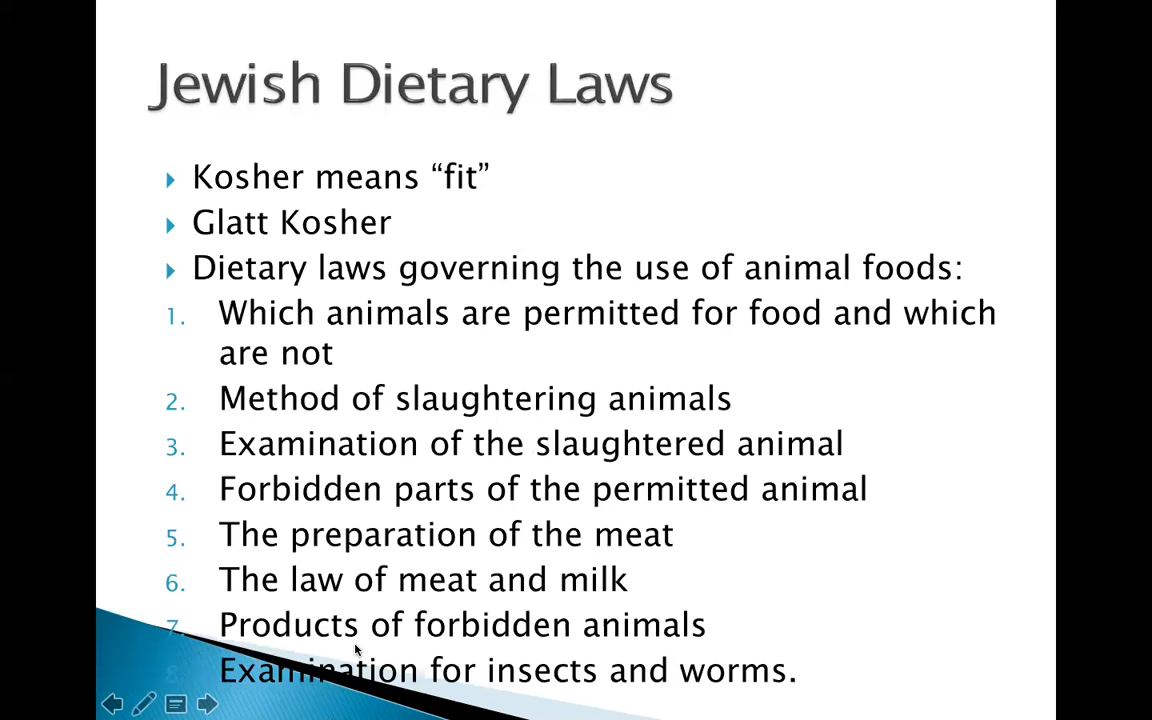 Jewish Dietary Laws
Kosher means “fit”
Glatt Kosher
Dietary laws governing the use of animal foods:
1. Which animals are permitted for food and which
are not
2. Method of slaughtering animals
3. Examination of the slaughtered animal
4. Forbidden parts of the permitted animal
5. The preparation of the meat
6. The law of meat and milk
7. Products of forbidden animals
8. Examination for insects and worms.